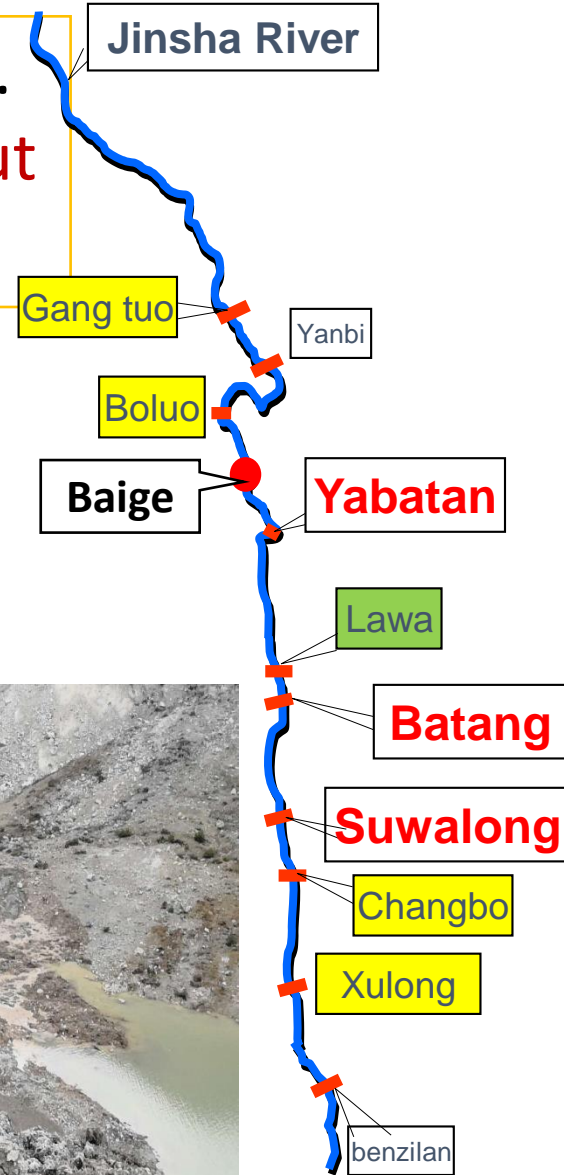 Jinsha River
.
ut
Gang tuo
Yanbi
Boluo
Baige
Yabatan
Lawa
Batang
Suwalong
Changbo
Xulong
benzilan